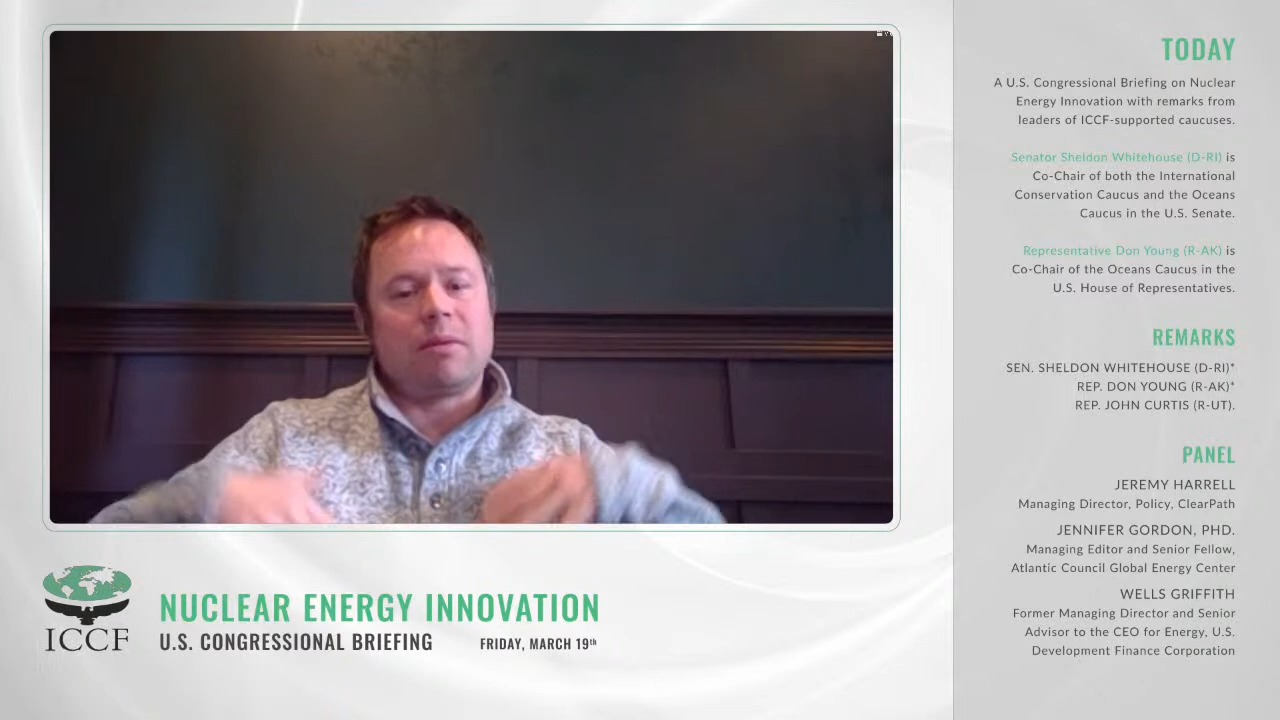 TODAY
A U.S. Congressional Briefing on Nuclear
Energy Innovation with remarks from
leaders of ICCF-supported caucuses.
Senator Sheldon Whitehouse (D-RI) is
Co-Chair of both the International
Conservation Caucus and the Oceans
Caucus in the U.S. Senate.
Representative Don Young (R-AK) is
Co-Chair of the Oceans Caucus in the
U.S. House of Representatives.
REMARKS
SEN. SHELDON WHITEHOUSE (D-RI)*
REP. DON YOUNG (R-AK)*
REP. JOHN CURTIS (R-UT).
PANEL
JEREMY HARRELL
Managing Director, Policy, ClearPath
JENNIFER GORDON, PHD.
Managing Editor and Senior Fellow,
Atlantic Council Global Energy Center
WELLS GRIFFITH
Former Managing Director and Senior
Advisor to the CEO for Energy, U.S.
Development Finance Corporation
ICCF
NUCLEAR ENERGY INNOVATION
U.S. CONGRESSIONAL BRIEFING FRIDAY, MARCH 19th